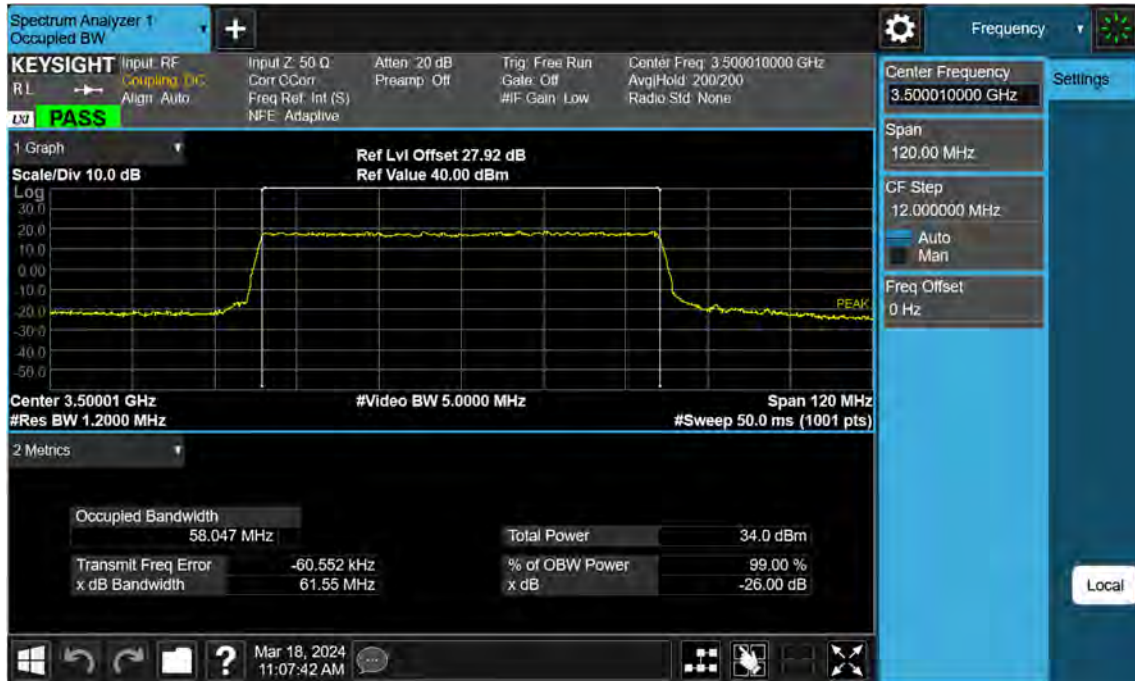 Spectrum Analyzer 1
Occupied BW
+
Frequency
KEYSIGHT
R L
LXI
PASS
Input: RF
Coupling: DC
Align: Auto
Input Z: 50 Ω
Corr CCorr
Freq Ref: Int (S)
NFE: Adaptive
Atten: 20 dB
Preamp: Off
Trig: Free Run
Gate: Off
#IF Gain: Low
Center Freq: 3.500010000 GHz
Avg|Hold: 200/200
Radio Std: None
Center Frequency
3.500010000 GHz
Settings
Span
120.00 MHz
CF Step
12.000000 MHz
Auto
Man
Freq Offset
0 Hz
Local
1 Graph
Scale/Div 10.0 dB
Ref Lvl Offset 27.92 dB
Ref Value 40.00 dBm
Log
30.0
20.0
10.0
0.00
-10.0
-20.0
-30.0
-40.0
-50.0
PEAK
Center 3.50001 GHz
#Video BW 5.0000 MHz
Span 120 MHz
#Res BW 1.2000 MHz
#Sweep 50.0 ms (1001 pts)
2 Metrics
Occupied Bandwidth
58.047 MHz
Total Power 34.0 dBm
Transmit Freq Error -60.552 kHz
% of OBW Power 99.00 %
x dB Bandwidth 61.55 MHz
x dB -26.00 dB
?
Mar 18, 2024
11:07:42 AM